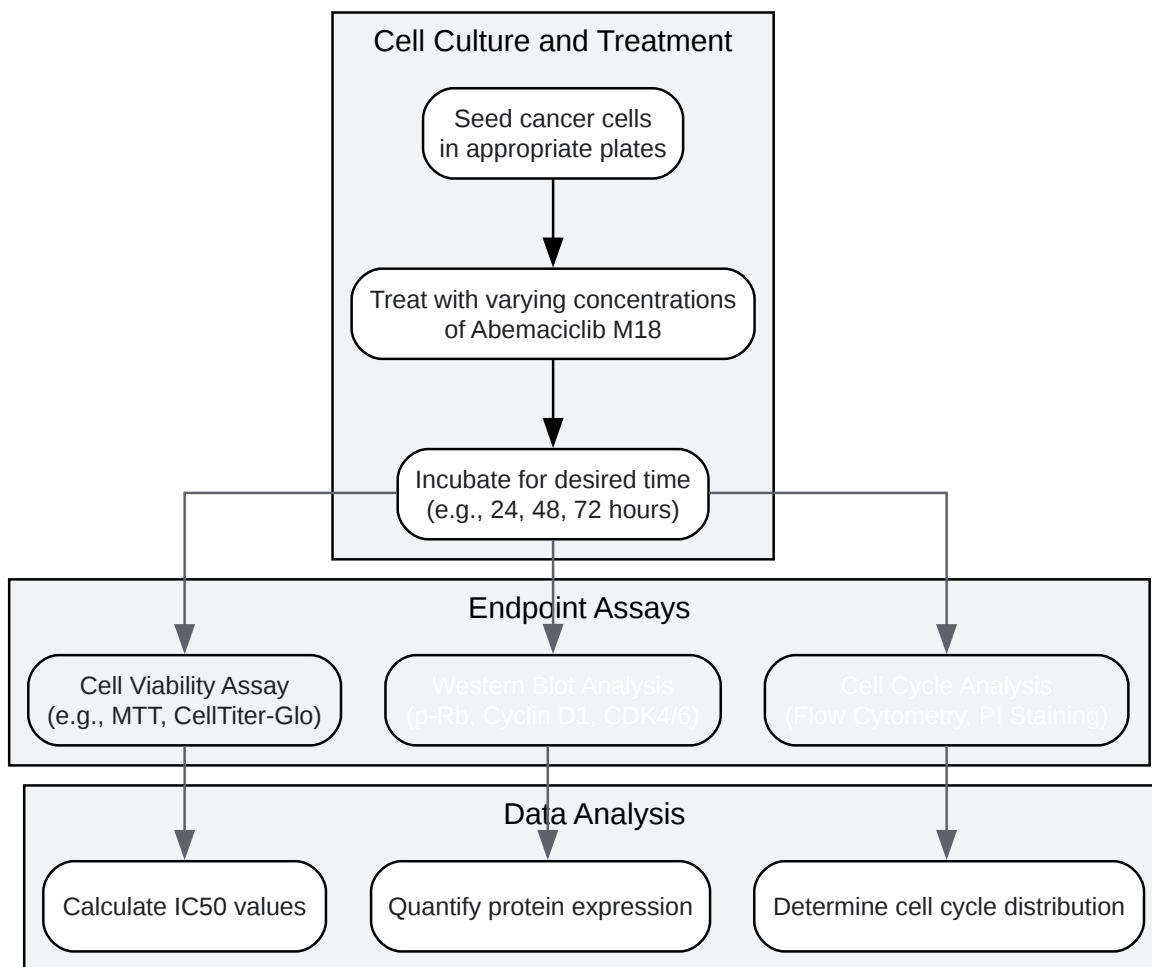 Cell Culture and Treatment
Seed cancer cells
in appropriate plates
Treat with varying concentrations
of Abemaciclib M18
Incubate for desired time
(e.g., 24, 48, 72 hours)
Endpoint Assays
Cell Viability Assay
(e.g., MTT, CellTiter-Glo)
Western Blot Analysis
(p-Rb, Cyclin D1, CDK4/6)
Cell Cycle Analysis
(Flow Cytometry, PI Staining)
Data Analysis
Calculate IC50 values
Quantify protein expression
Determine cell cycle distribution